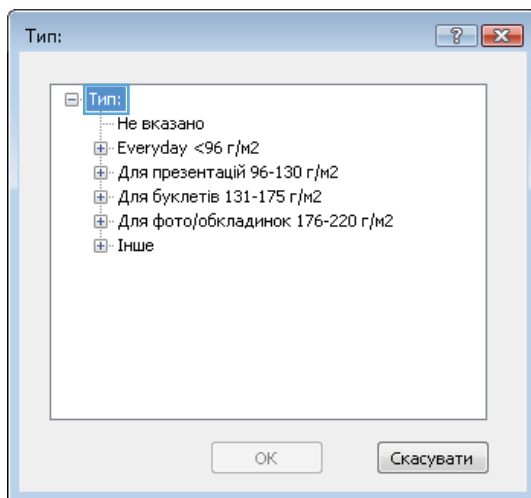 Тип:
Тип:
Не вказано
Everyday <96 г/м2
Для презентацій 96-130 г/м2
Для буклетів 131-175 г/м2
Для фото/обкладинок 176-220 г/м2
Інше
ОК
Скасувати